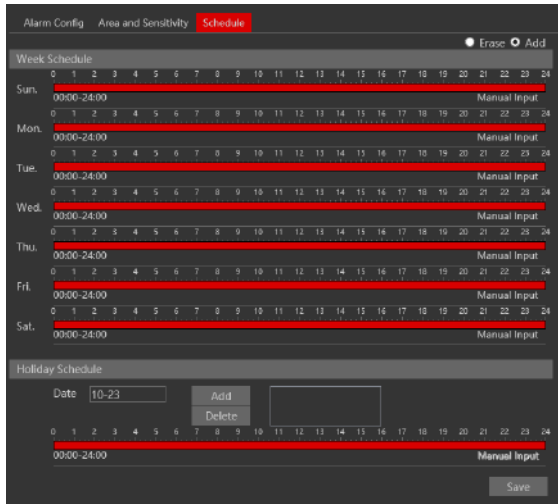 Alarm Config Area and Sensitivity Schedule
Erase Add
Week Schedule
0 1 2 3 4 5 6 7 8 9 10 11 12 13 14 15 16 17 18 19 20 21 22 23 24
Sun.
00:00-24:00 Manual Input
0 1 2 3 4 5 6 7 8 9 10 11 12 13 14 15 16 17 18 19 20 21 22 23 24
Mon.
00:00-24:00 Manual Input
0 1 2 3 4 5 6 7 8 9 10 11 12 13 14 15 16 17 18 19 20 21 22 23 24
Tue.
00:00-24:00 Manual Input
0 1 2 3 4 5 6 7 8 9 10 11 12 13 14 15 16 17 18 19 20 21 22 23 24
Wed.
00:00-24:00 Manual Input
0 1 2 3 4 5 6 7 8 9 10 11 12 13 14 15 16 17 18 19 20 21 22 23 24
Thu.
00:00-24:00 Manual Input
0 1 2 3 4 5 6 7 8 9 10 11 12 13 14 15 16 17 18 19 20 21 22 23 24
Fri.
00:00-24:00 Manual Input
0 1 2 3 4 5 6 7 8 9 10 11 12 13 14 15 16 17 18 19 20 21 22 23 24
Sat.
00:00-24:00 Manual Input
Holiday Schedule
Date 10-23 Add
Delete
0 1 2 3 4 5 6 7 8 9 10 11 12 13 14 15 16 17 18 19 20 21 22 23 24
00:00-24:00 Manual Input
Save